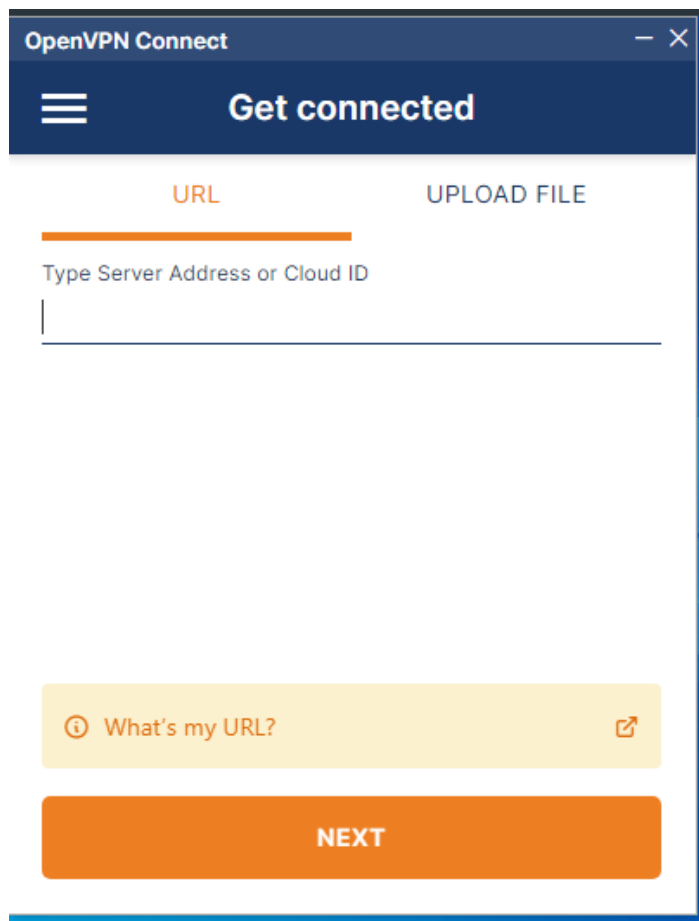 OpenVPN Connect
Get connected
URL
UPLOAD FILE
Type Server Address or Cloud ID
What's my URL?
NEXT